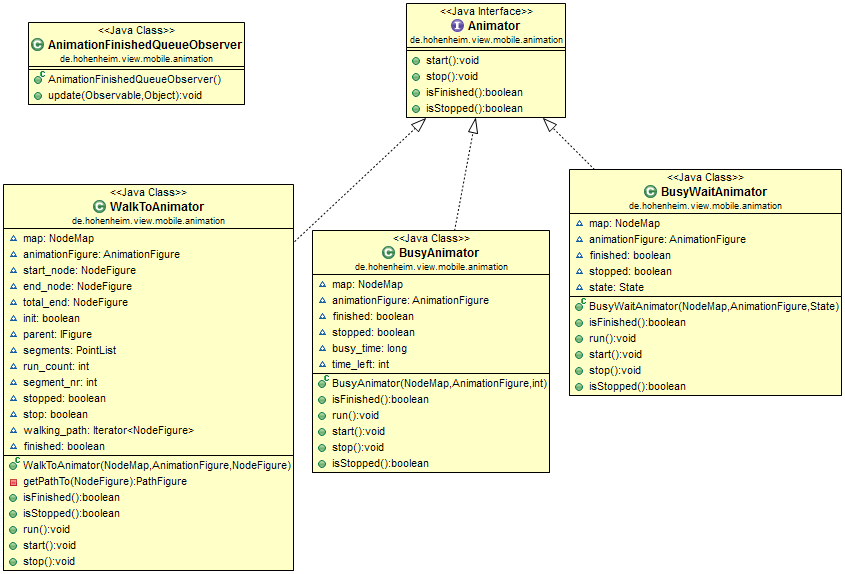 <<Java Class>>
AnimationFinishedQueueObserver
de.hohenheim.view.mobile.animation
AnimationFinishedQueueObserver()
update(Observable,Object):void
<<Java Interface>>
Animator
de.hohenheim.view.mobile.animation
start():void
stop():void
isFinished():boolean
isStopped():boolean
<<Java Class>>
WalkToAnimator
de.hohenheim.view.mobile.animation
map: NodeMap
animationFigure: AnimationFigure
start_node: NodeFigure
end_node: NodeFigure
total_end: NodeFigure
init: boolean
parent: IFigure
segments: PointList
run_count: int
segment_nr: int
stopped: boolean
stop: boolean
walking_path: Iterator<NodeFigure>
finished: boolean
WalkToAnimator(NodeMap,AnimationFigure,NodeFigure)
getPathTo(NodeFigure):PathFigure
isFinished():boolean
isStopped():boolean
run():void
start():void
stop():void
<<Java Class>>
BusyAnimator
de.hohenheim.view.mobile.animation
map: NodeMap
animationFigure: AnimationFigure
finished: boolean
stopped: boolean
busy_time: long
time_left: int
BusyAnimator(NodeMap,AnimationFigure,int)
isFinished():boolean
run():void
start():void
stop():void
isStopped():boolean
<<Java Class>>
BusyWaitAnimator
de.hohenheim.view.mobile.animation
map: NodeMap
animationFigure: AnimationFigure
finished: boolean
stopped: boolean
state: State
BusyWaitAnimator(NodeMap,AnimationFigure,State)
isFinished():boolean
run():void
start():void
stop():void
isStopped():boolean